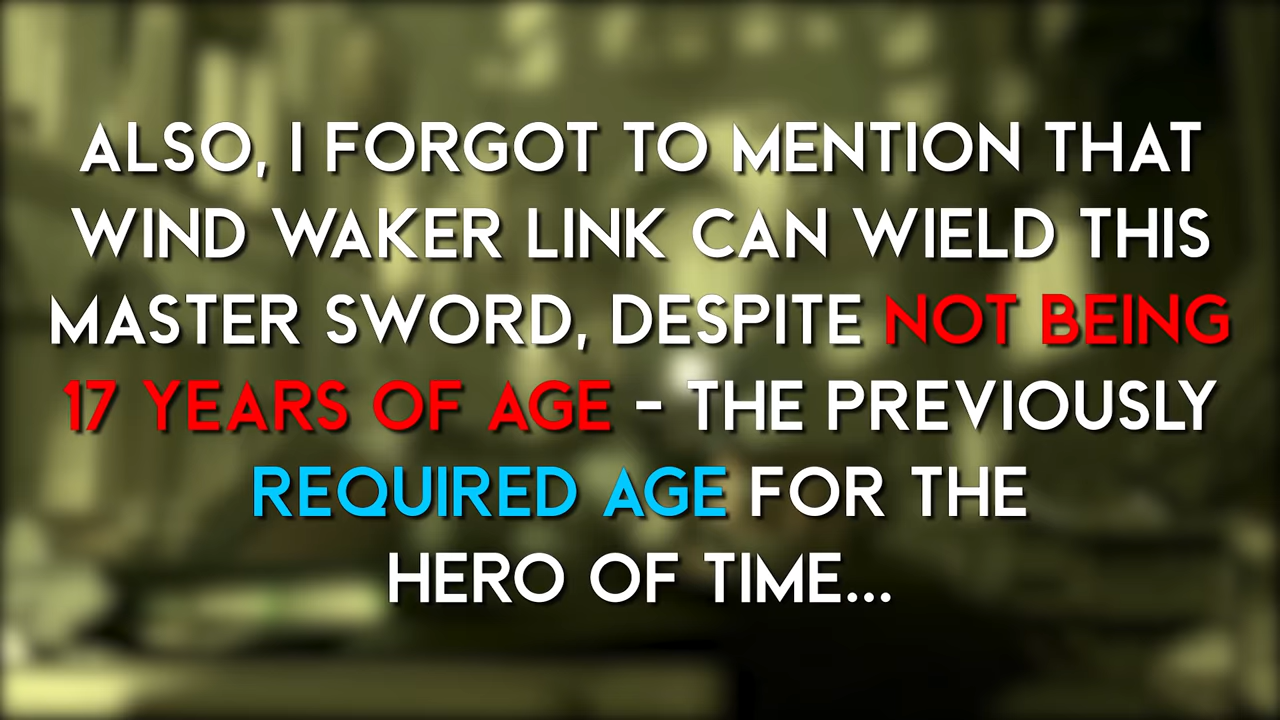 ALSO, I FORGOT TO MENTION THAT
WIND WAKER LINK CAN WIELD THIS
MASTER SWORD, DESPITE NOT BEING
17 YEARS OF AGE - THE PREVIOUSLY
REQUIRED AGE FOR THE
HERO OF TIME...